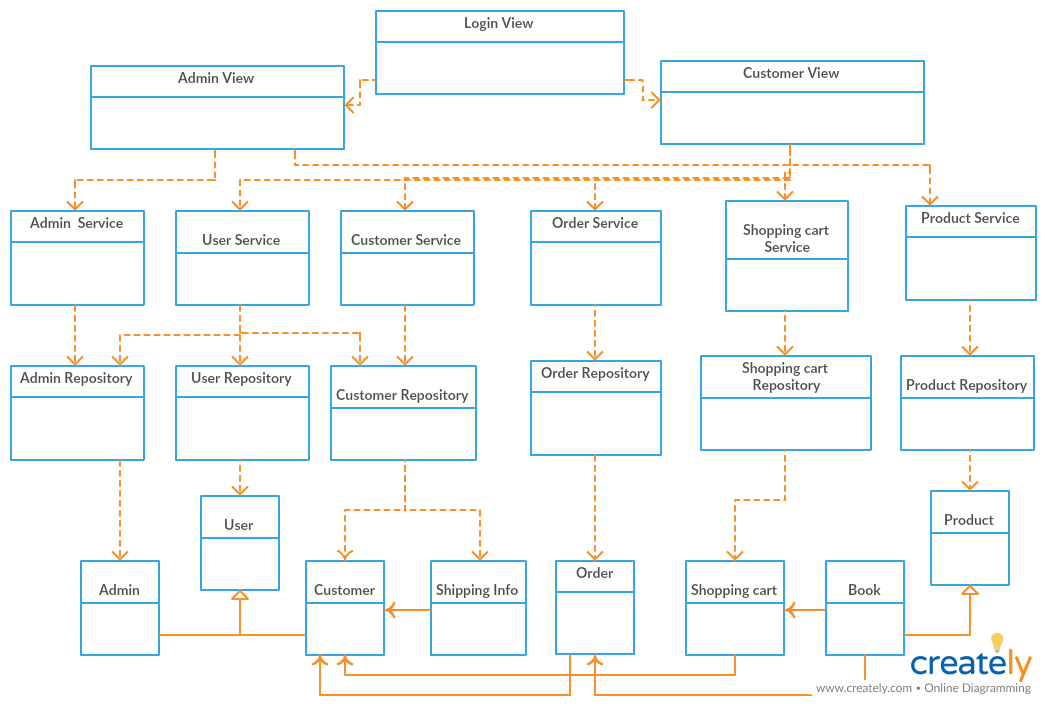 Login View
Admin View
Customer View
Admin  Service
User Service
Customer Service
Order Service
Shopping cart
Service
Product Service
Admin Repository
User Repository
Customer Repository
Order Repository
Shopping cart
Repository
Product Repository
User
Product
Admin
Customer
Shipping Info
Order
Shopping cart
Book
creately
www.creately.com • Online Diagramming